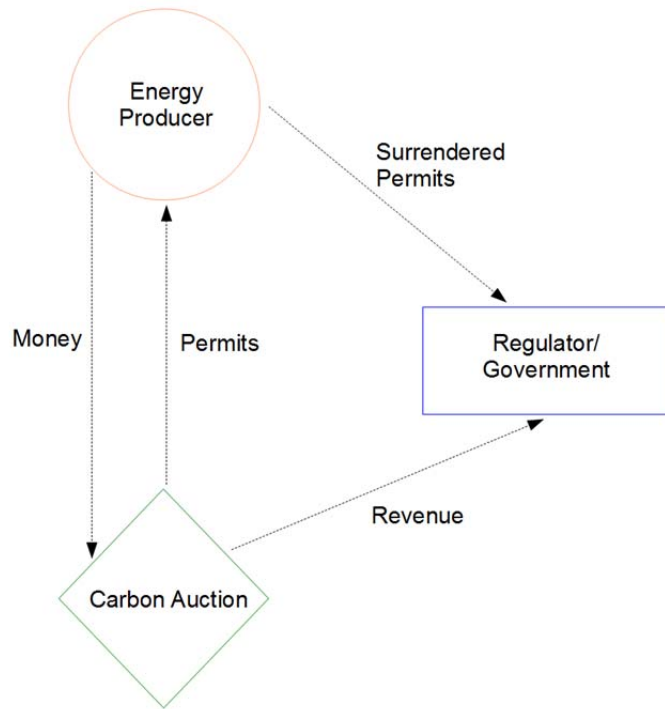 Energy
Producer
Surrendered
Permits
Money
Permits
Regulator/
Government
Revenue
Carbon Auction